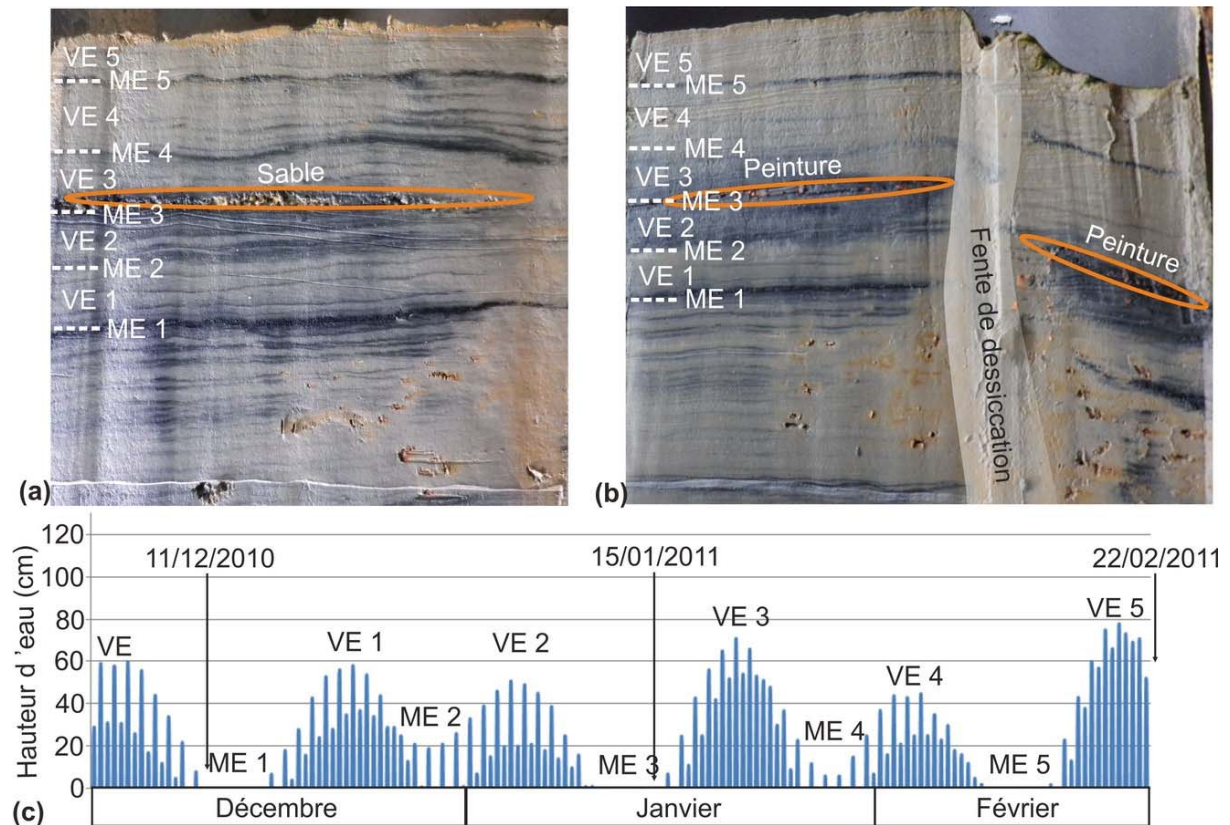 VE 5
ME 5
VE 4
ME 4
VE 3
Sable
ME 3
VE 2
ME 2
VE 1
ME 1
(a)
VE 5
ME 5
VE 4
ME 4
VE 3
Peinture
ME 3
VE 2
ME 2
Peinture
VE 1
ME 1
Fente de dessiccation
(b)
Hauteur d 'eau (cm)
120
100
80
60
40
20
0
11/12/2010
15/01/2011
22/02/2011
VE
VE 1
VE 2
VE 3
VE 4
VE 5
ME 1
ME 2
ME 3
ME 4
ME 5
(c)
Décembre
Janvier
Février